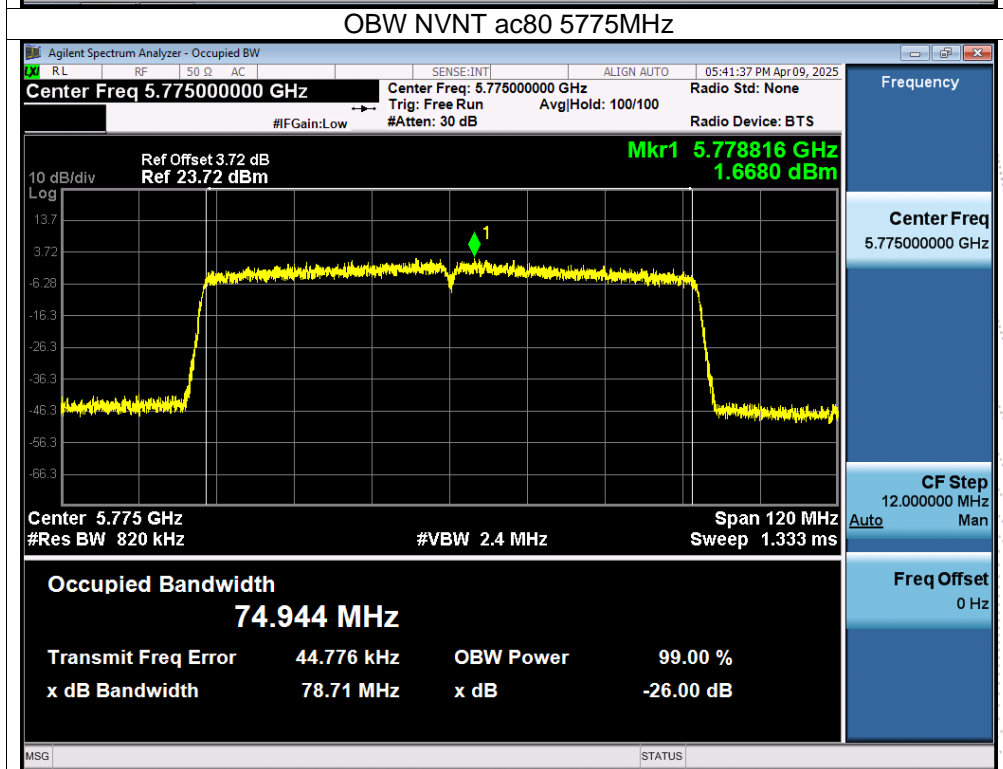 OBW NVNT ac80 5775MHz
Agilent Spectrum Analyzer - Occupied BW
LXI RL RF 50 Ω AC SENSE:INT ALIGN AUTO 05:41:37 PM Apr 09, 2025
Center Freq 5.775000000 GHz
Center Freq: 5.775000000 GHz Radio Std: None
Trig: Free Run Avg|Hold: 100/100
#IFGain:Low #Atten: 30 dB Radio Device: BTS
Mkr1 5.778816 GHz
1.6680 dBm
Ref Offset 3.72 dB
10 dB/div Ref 23.72 dBm
Log
13.7
1
3.72
-6.28
-16.3
-26.3
-36.3
-46.3
-56.3
-66.3
Center 5.775 GHz Span 120 MHz
#Res BW 820 kHz #VBW 2.4 MHz Sweep 1.333 ms
Occupied Bandwidth
74.944 MHz
Transmit Freq Error 44.776 kHz OBW Power 99.00 %
x dB Bandwidth 78.71 MHz x dB -26.00 dB
Frequency
Center Freq
5.775000000 GHz
CF Step
12.000000 MHz
Auto Man
Freq Offset
0 Hz
MSG STATUS